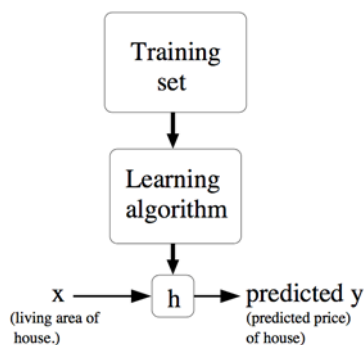 Training
set
Learning
algorithm
x
h
predicted y
(living area of
house.)
(predicted price)
of house)